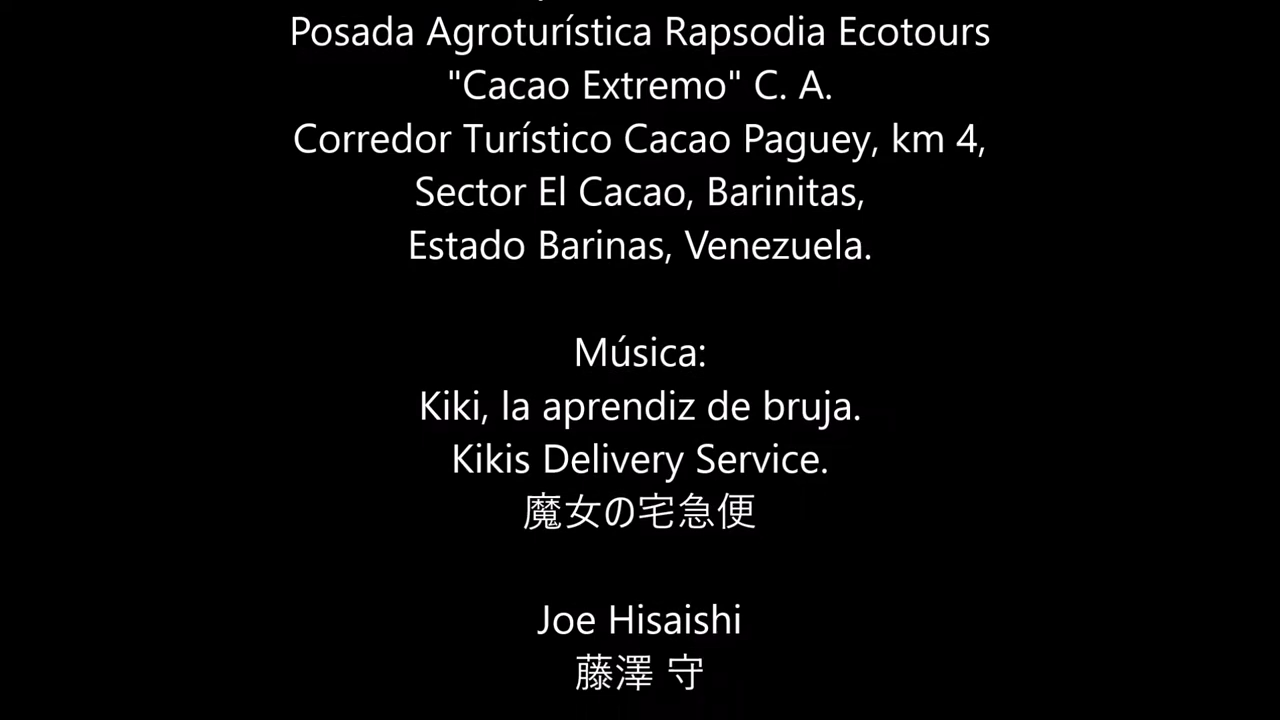 Posada Agroturística Rapsodia Ecotours
"Cacao Extremo" C. A.
Corredor Turístico Cacao Paguey, km 4,
Sector El Cacao, Barinitas,
Estado Barinas, Venezuela.
Música:
Kiki, la aprendiz de bruja.
Kikis Delivery Service.
魔女の宅急便
Joe Hisaishi
藤澤 守